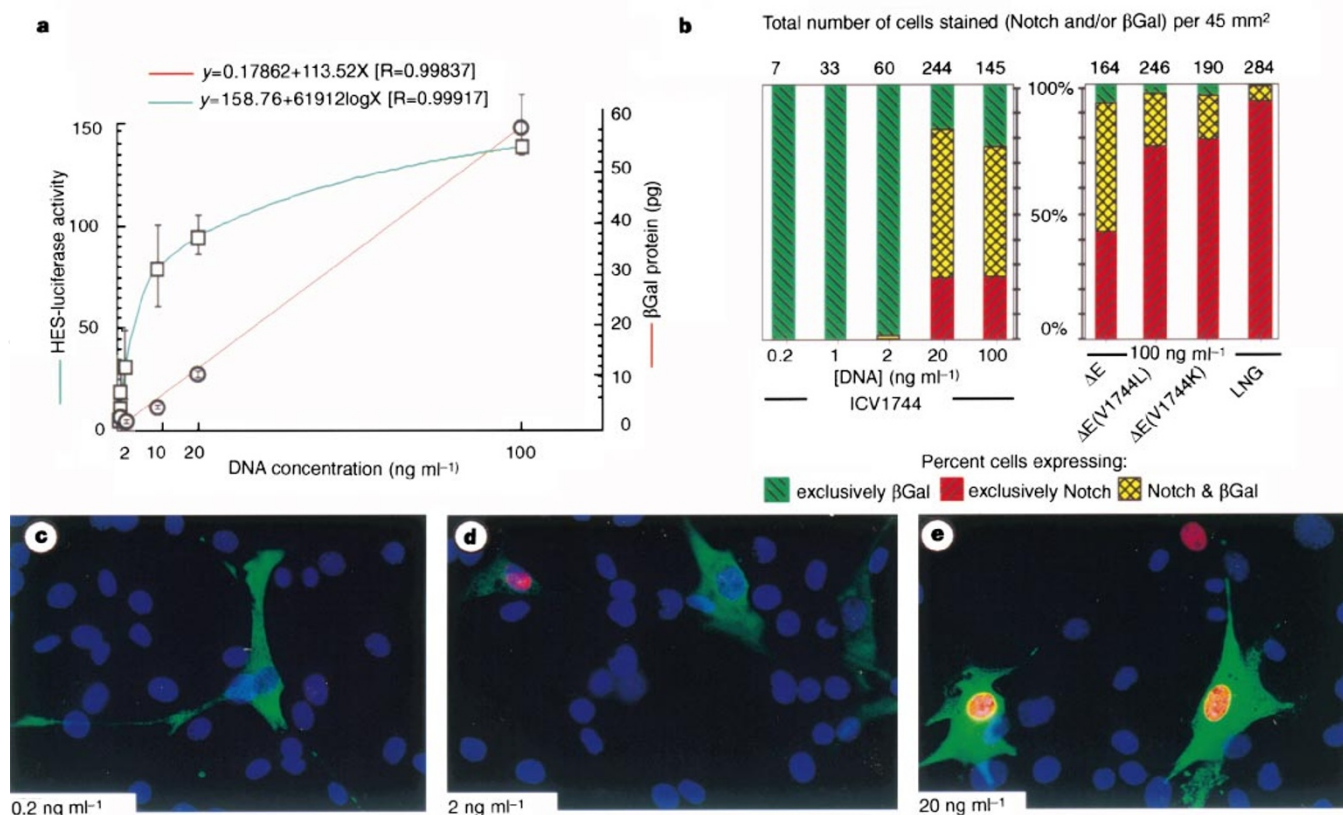 a
y=0.17862+113.52X [R=0.99837]
y=158.76+61912logX [R=0.99917]
HES-luciferase activity
150
100
50
0
60
50
40
30
20
10
0
βGal protein (pg)
2 10 20 100
DNA concentration (ng ml⁻¹)
b
Total number of cells stained (Notch and/or βGal) per 45 mm²
7 33 60 244 145 164 246 190 284
100%
50%
0%
0.2 1 2 20 100
[DNA] (ng ml⁻¹)
ICV1744
100 ng ml⁻¹
ΔE
ΔE(V1744L)
ΔE(V1744K)
LNG
Percent cells expressing:
exclusively βGal exclusively Notch Notch & βGal
c
0.2 ng ml⁻¹
d
2 ng ml⁻¹
e
20 ng ml⁻¹